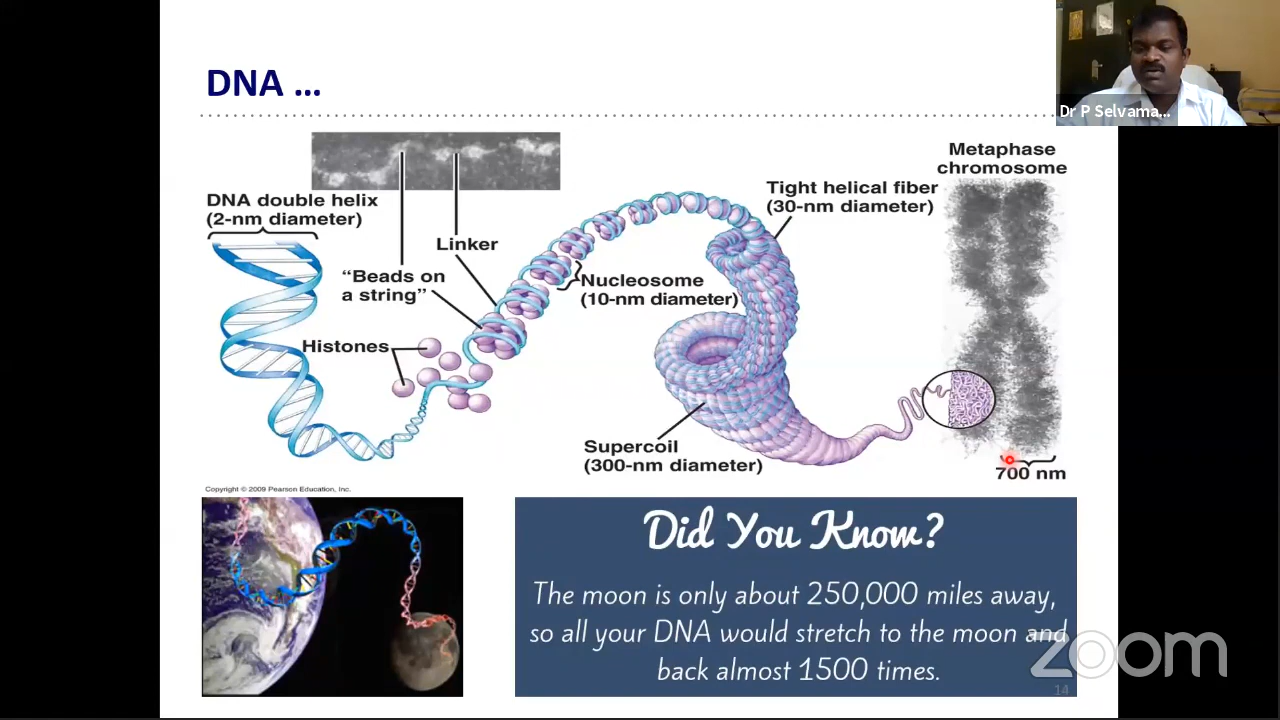 DNA ...
Dr P Selvama...
Metaphase
chromosome
Tight helical fiber
(30-nm diameter)
DNA double helix
(2-nm diameter)
Linker
"Beads on
a string"
Nucleosome
(10-nm diameter)
Histones
Supercoil
(300-nm diameter)
700 nm
Copyright © 2009 Pearson Education, Inc.
Did You Know?
The moon is only about 250,000 miles away,
so all your DNA would stretch to the moon and
back almost 1500 times.
zoom
14